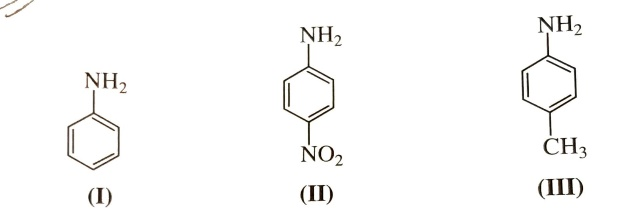 NH₂
NH₂
NH₂
NO₂
CH₃
(I)
(II)
(III)